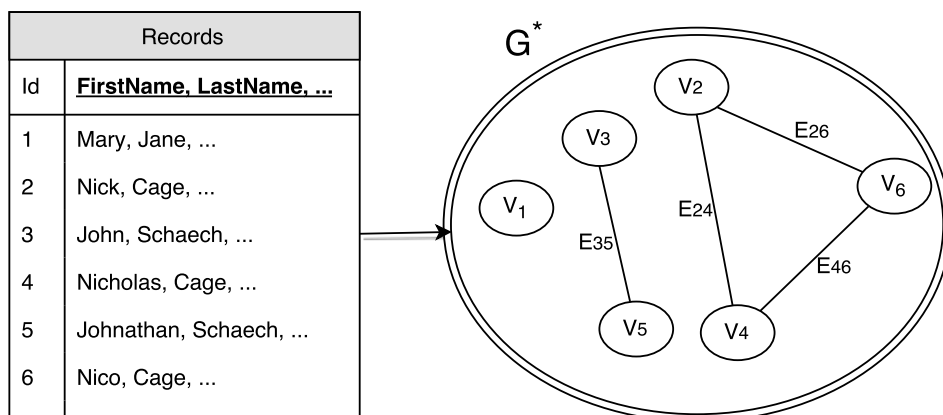 Records
Id FirstName, LastName, ...
1 Mary, Jane, ...
2 Nick, Cage, ...
3 John, Schaech, ...
4 Nicholas, Cage, ...
5 Johnathan, Schaech, ...
6 Nico, Cage, ...
G*
V2
V3
E26
V6
V1
E24
E35
E46
V5
V4